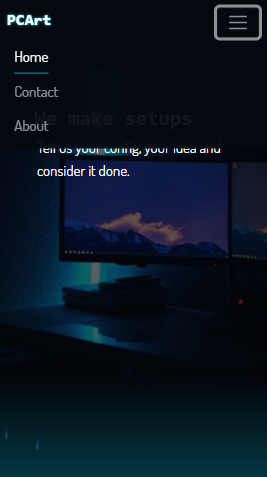 PCArt
Home
Contact
About
We make setups
Tell us your config, your idea and
consider it done.